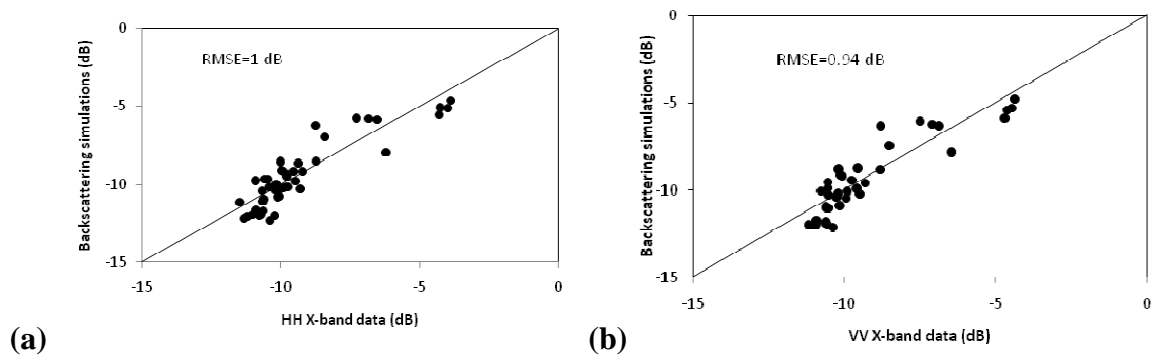 0
RMSE=1 dB
-5
-10
-15
-15
-10
-5
0
Backscattering simulations (dB)
HH X-band data (dB)
(a)
0
RMSE=0.94 dB
-5
-10
-15
-15
-10
-5
0
Backscattering simulations (dB)
VV X-band data (dB)
(b)